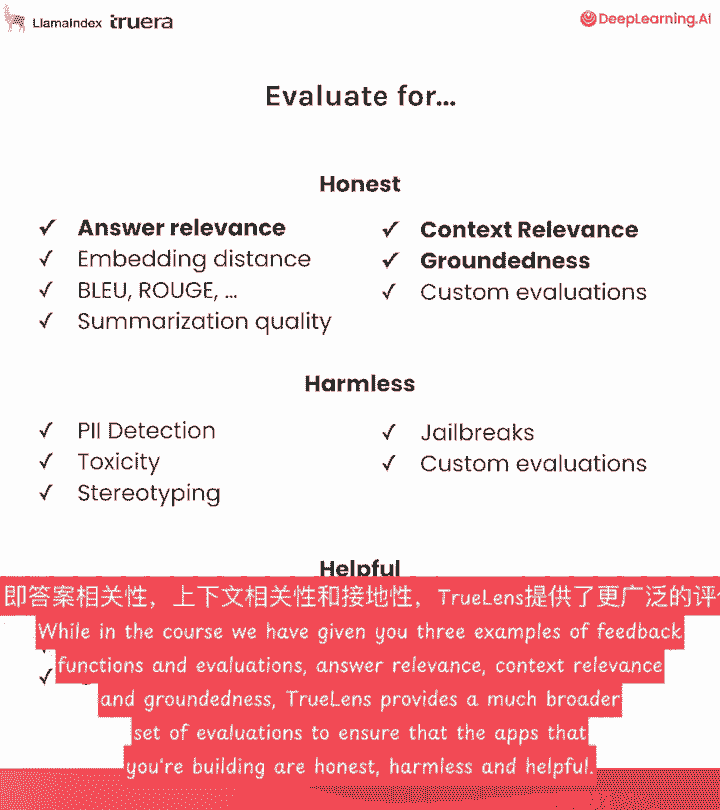 LlamaIndex truera DeepLearning.AI
Evaluate for...
Honest
✓ Answer relevance
✓ Embedding distance
✓ BLEU, ROUGE, ...
✓ Summarization quality
✓ Context Relevance
✓ Groundedness
✓ Custom evaluations
Harmless
✓ PII Detection
✓ Toxicity
✓ Stereotyping
✓ Jailbreaks
✓ Custom evaluations
Helpful
即答案相关性，上下文相关性和接地性，TrueLens提供了更广泛的评
While in the course we have given you three examples of feedback
functions and evaluations, answer relevance, context relevance
and groundedness, TrueLens provides a much broader
set of evaluations to ensure that the apps that
you're building are honest, harmless and helpful.